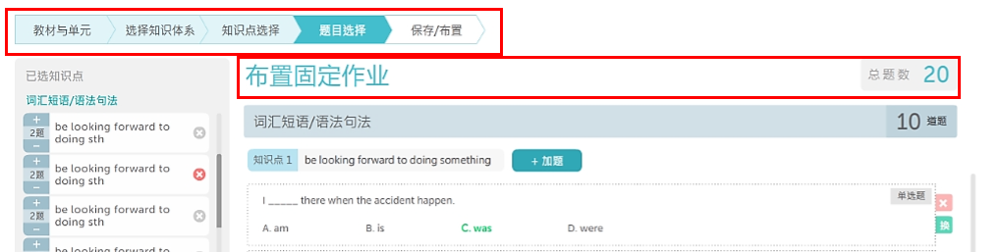 教材与单元 选择知识体系 知识点选择 题目选择 保存/布置
已选知识点
词汇短语/语法句法
+ 2题 − be looking forward to
doing sth
+ 2题 − be looking forward to
doing sth
+ 2题 − be looking forward to
doing sth
+ be looking forward to
布置固定作业 总题数 20
词汇短语/语法句法 10 道题
知识点 1 be looking forward to doing something + 加题
I _____ there when the accident happen. 单选题
A. am B. is C. was D. were
换